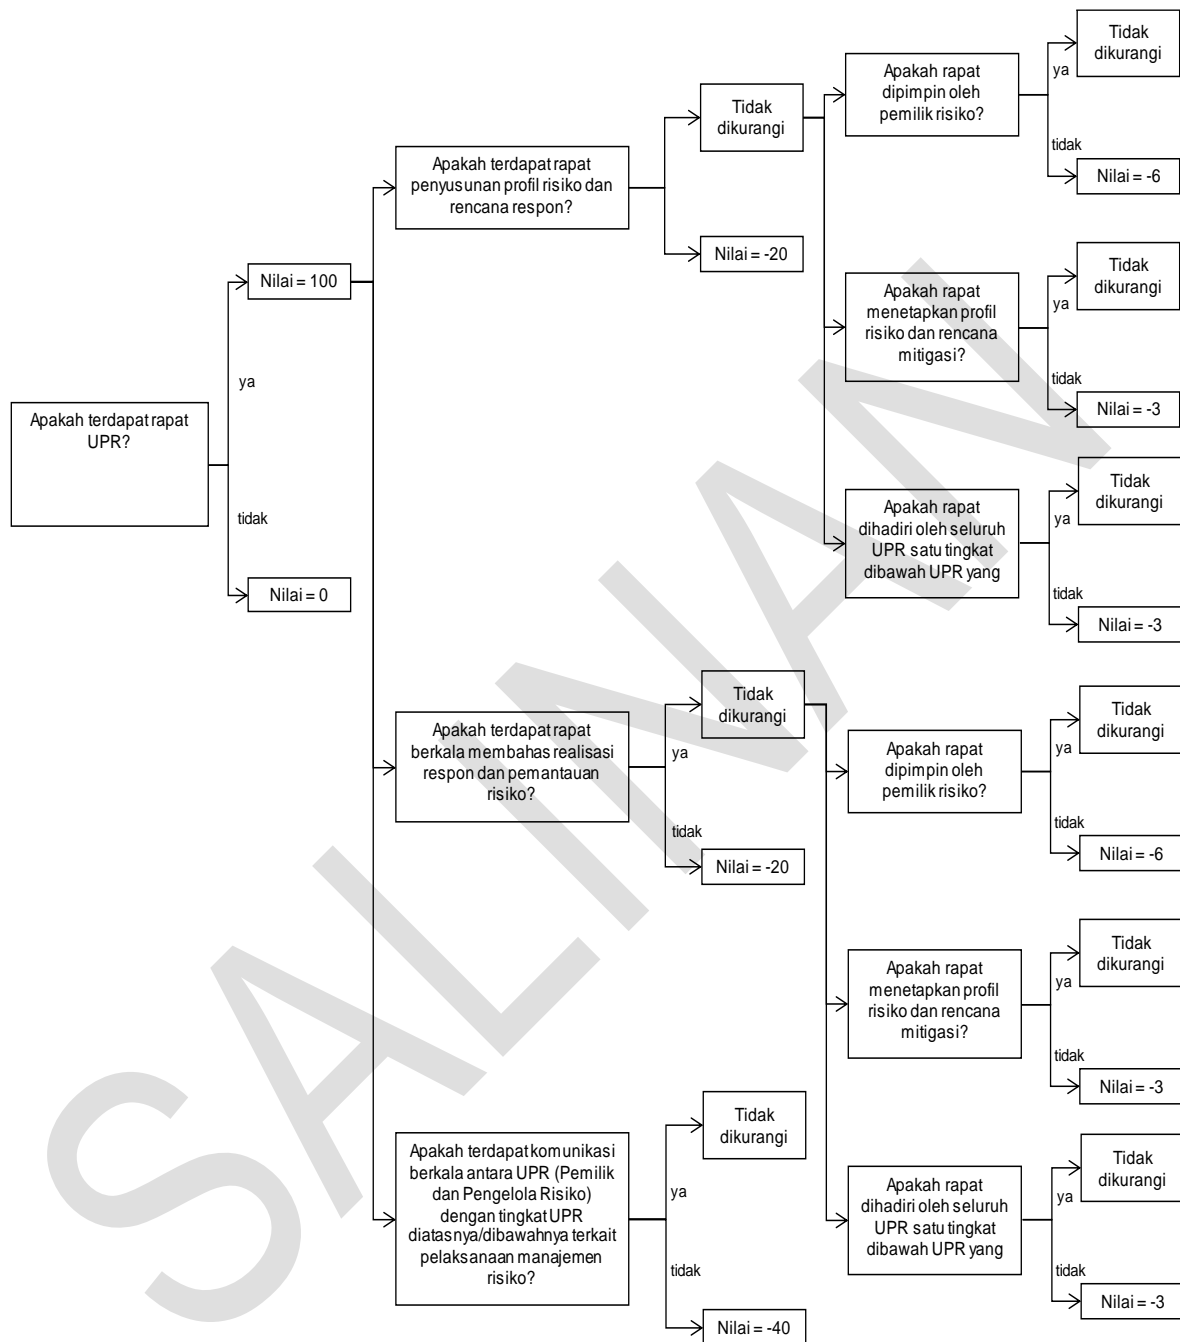 Apakah terdapat rapat
UPR?
ya
tidak
Nilai = 100
Nilai = 0
Apakah terdapat rapat
penyusunan profil risiko dan
rencana respon?
Tidak
dikurangi
Nilai = -20
Apakah rapat
dipimpin oleh
pemilik risiko?
ya
Tidak
dikurangi
tidak
Nilai = -6
Apakah rapat
menetapkan profil
risiko dan rencana
mitigasi?
ya
Tidak
dikurangi
tidak
Nilai = -3
Apakah rapat
dihadiri oleh seluruh
UPR satu tingkat
dibawah UPR yang
ya
Tidak
dikurangi
tidak
Nilai = -3
Apakah terdapat rapat
berkala membahas realisasi
respon dan pemantauan
risiko?
ya
Tidak
dikurangi
tidak
Nilai = -20
Apakah rapat
dipimpin oleh
pemilik risiko?
ya
Tidak
dikurangi
tidak
Nilai = -6
Apakah rapat
menetapkan profil
risiko dan rencana
mitigasi?
ya
Tidak
dikurangi
tidak
Nilai = -3
Apakah rapat
dihadiri oleh seluruh
UPR satu tingkat
dibawah UPR yang
ya
Tidak
dikurangi
tidak
Nilai = -3
Apakah terdapat komunikasi
berkala antara UPR (Pemilik
dan Pengelola Risiko)
dengan tingkat UPR
diatasnya/dibawahnya terkait
pelaksanaan manajemen
risiko?
ya
Tidak
dikurangi
tidak
Nilai = -40
SALINAN